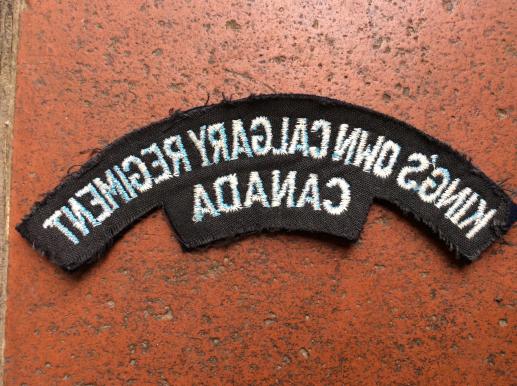 KING'S OWN CALGARY REGIMENT
CANADA